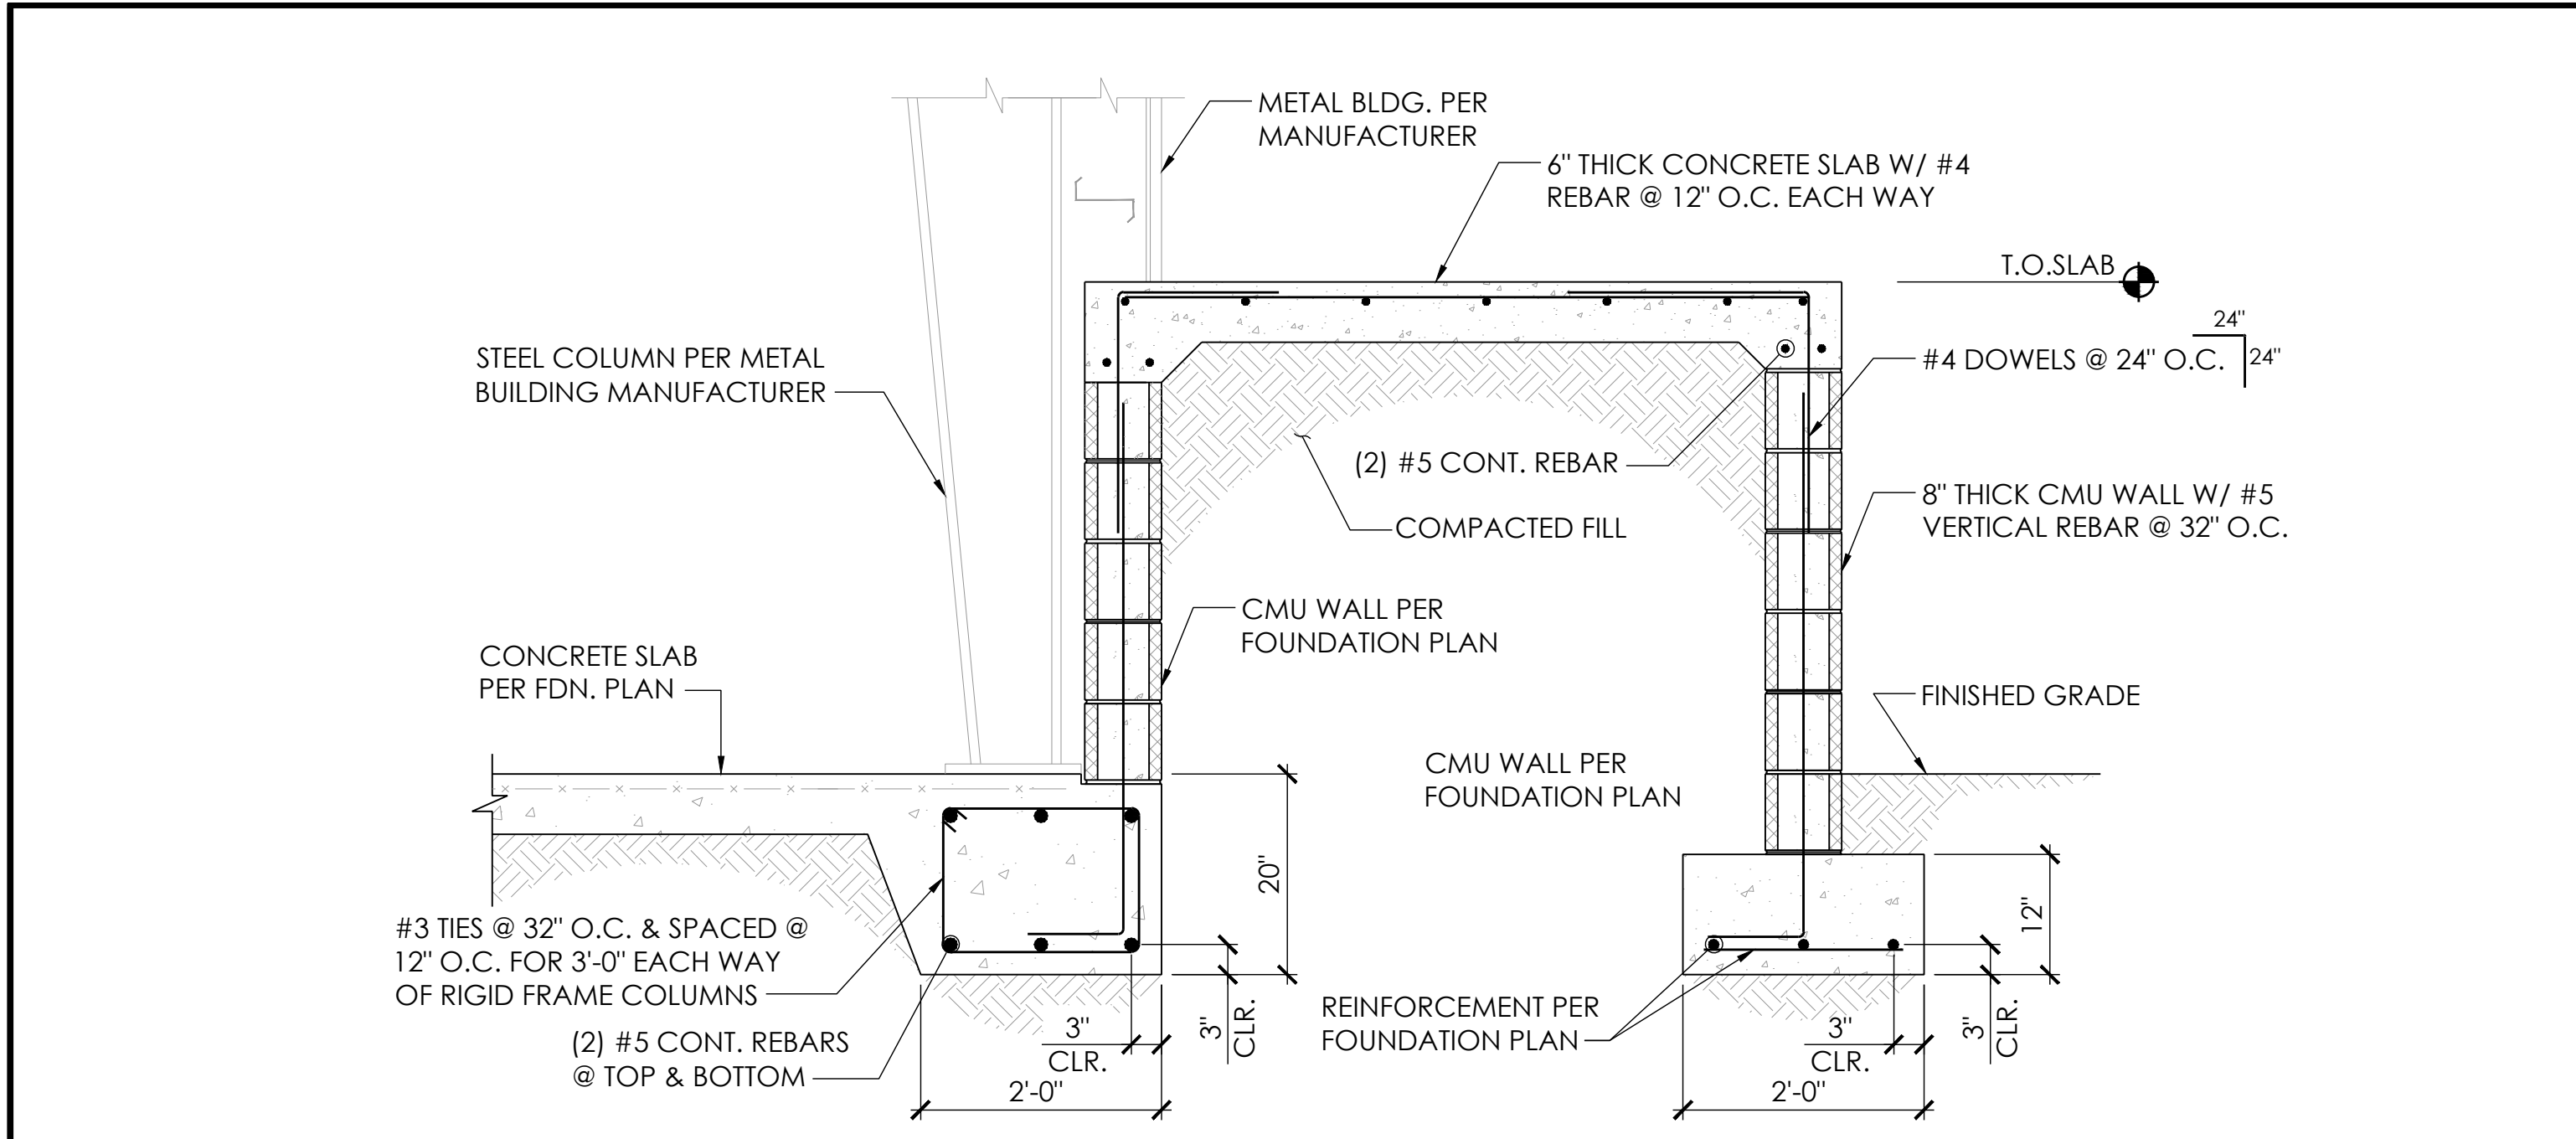 METAL BLDG. PER
MANUFACTURER
6" THICK CONCRETE SLAB W/ #4
REBAR @ 12" O.C. EACH WAY
T.O.SLAB
24"
#4 DOWELS @ 24" O.C.
24"
STEEL COLUMN PER METAL
BUILDING MANUFACTURER
(2) #5 CONT. REBAR
COMPACTED FILL
8" THICK CMU WALL W/ #5
VERTICAL REBAR @ 32" O.C.
CMU WALL PER
FOUNDATION PLAN
CONCRETE SLAB
PER FDN. PLAN
FINISHED GRADE
CMU WALL PER
FOUNDATION PLAN
20"
12"
#3 TIES @ 32" O.C. & SPACED @
12" O.C. FOR 3'-0" EACH WAY
OF RIGID FRAME COLUMNS
(2) #5 CONT. REBARS
@ TOP & BOTTOM
3"
CLR.
3"
CLR.
2'-0"
REINFORCEMENT PER
FOUNDATION PLAN
3"
CLR.
3"
CLR.
2'-0"